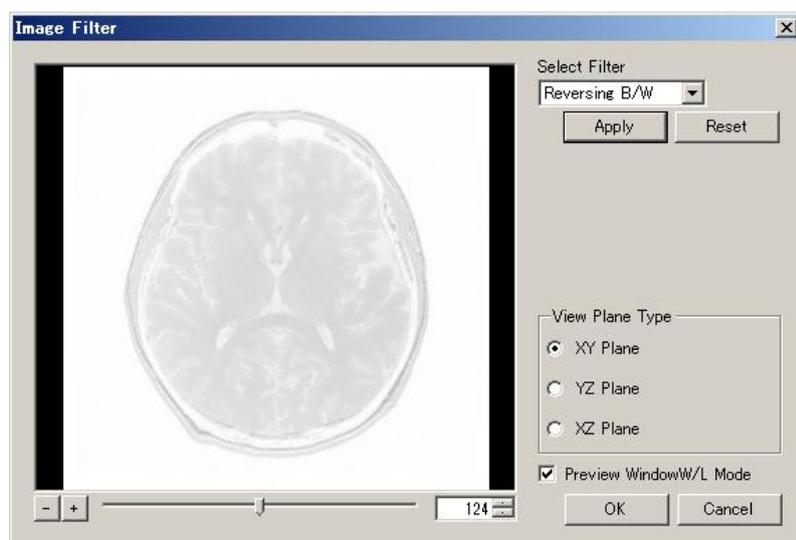 Image Filter
Select Filter
Reversing B/W
Apply Reset
View Plane Type
XY Plane
YZ Plane
XZ Plane
Preview WindowW/L Mode
- + 124
OK Cancel